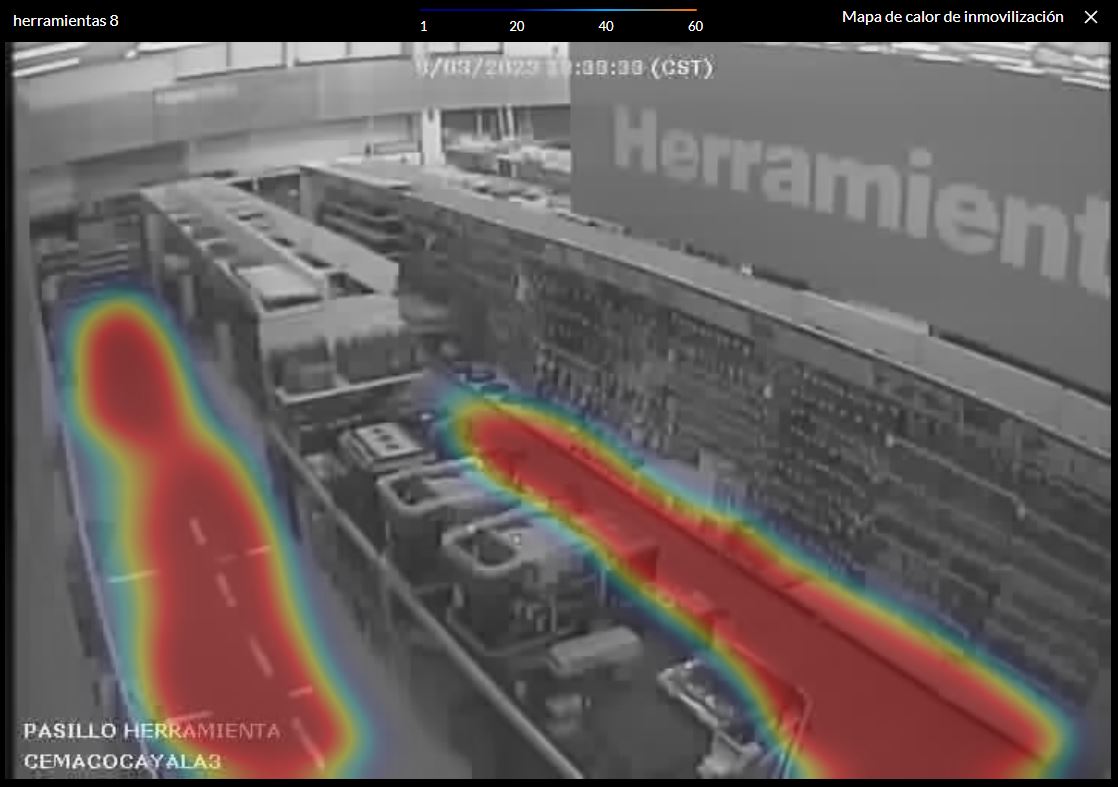 herramientas 8
1 20 40 60
Mapa de calor de inmovilización
(CST)
Herramient
PASILLO HERRAMIENTA
CEMACOCAYALA3